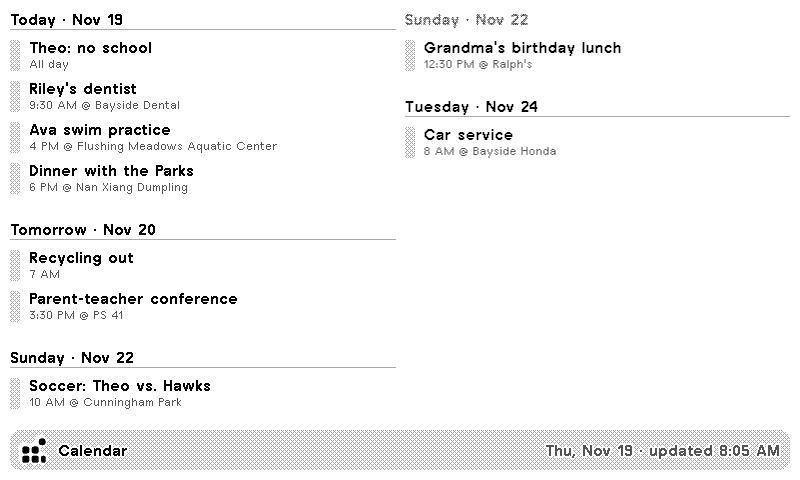 Today · Nov 19
Theo: no school
All day
Riley's dentist
9:30 AM @ Bayside Dental
Ava swim practice
4 PM @ Flushing Meadows Aquatic Center
Dinner with the Parks
6 PM @ Nan Xiang Dumpling
Tomorrow · Nov 20
Recycling out
7 AM
Parent-teacher conference
3:30 PM @ PS 41
Sunday · Nov 22
Soccer: Theo vs. Hawks
10 AM @ Cunningham Park
Sunday · Nov 22
Grandma's birthday lunch
12:30 PM @ Ralph's
Tuesday · Nov 24
Car service
8 AM @ Bayside Honda
Calendar
Thu, Nov 19 · updated 8:05 AM